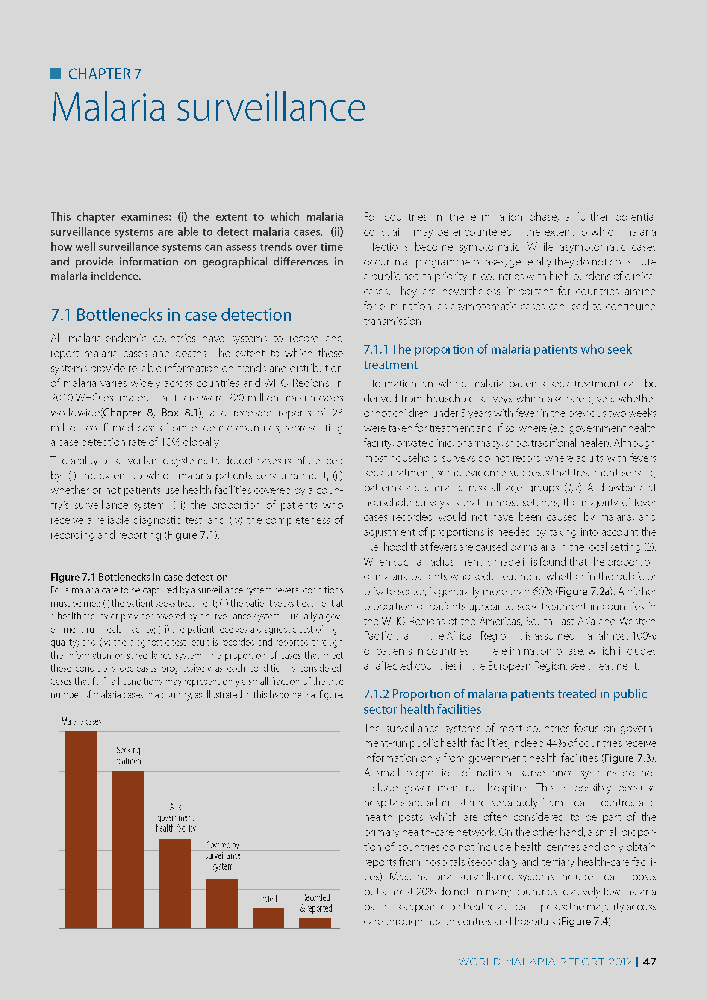 CHAPTER 7
Malaria surveillance
This chapter examines: (i) the extent to which malaria
surveillance systems are able to detect malaria cases, (ii)
how well surveillance systems can assess trends over time
and provide information on geographical differences in
malaria incidence.
7.1 Bottlenecks in case detection
All malaria-endemic countries have systems to record and
report malaria cases and deaths. The extent to which these
systems provide reliable information on trends and distribution
of malaria varies widely across countries and WHO Regions. In
2010 WHO estimated that there were 220 million malaria cases
worldwide(Chapter 8, Box 8.1), and received reports of 23
million confirmed cases from endemic countries, representing
a case detection rate of 10% globally.
The ability of surveillance systems to detect cases is influenced
by: (i) the extent to which malaria patients seek treatment; (ii)
whether or not patients use health facilities covered by a coun-
try's surveillance system; (iii) the proportion of patients who
receive a reliable diagnostic test; and (iv) the completeness of
recording and reporting (Figure 7.1).
Figure 7.1 Bottlenecks in case detection
For a malaria case to be captured by a surveillance system several conditions
must be met: (i) the patient seeks treatment; (ii) the patient seeks treatment at
a health facility or provider covered by a surveillance system – usually a gov-
ernment run health facility; (iii) the patient receives a diagnostic test of high
quality; and (iv) the diagnostic test result is recorded and reported through
the information or surveillance system. The proportion of cases that meet
these conditions decreases progressively as each condition is considered.
Cases that fulfil all conditions may represent only a small fraction of the true
number of malaria cases in a country, as illustrated in this hypothetical figure.
Malaria cases
Seeking
treatment
At a
government
health facility
Covered by
surveillance
system
Tested
Recorded
& reported
For countries in the elimination phase, a further potential
constraint may be encountered – the extent to which malaria
infections become symptomatic. While asymptomatic cases
occur in all programme phases, generally they do not constitute
a public health priority in countries with high burdens of clinical
cases. They are nevertheless important for countries aiming
for elimination, as asymptomatic cases can lead to continuing
transmission.
7.1.1 The proportion of malaria patients who seek
treatment
Information on where malaria patients seek treatment can be
derived from household surveys which ask care-givers whether
or not children under 5 years with fever in the previous two weeks
were taken for treatment and, if so, where (e.g. government health
facility, private clinic, pharmacy, shop, traditional healer). Although
most household surveys do not record where adults with fevers
seek treatment, some evidence suggests that treatment-seeking
patterns are similar across all age groups (1,2) A drawback of
household surveys is that in most settings, the majority of fever
cases recorded would not have been caused by malaria, and
adjustment of proportions is needed by taking into account the
likelihood that fevers are caused by malaria in the local setting (2).
When such an adjustment is made it is found that the proportion
of malaria patients who seek treatment, whether in the public or
private sector, is generally more than 60% (Figure 7.2a). A higher
proportion of patients appear to seek treatment in countries in
the WHO Regions of the Americas, South-East Asia and Western
Pacific than in the African Region. It is assumed that almost 100%
of patients in countries in the elimination phase, which includes
all affected countries in the European Region, seek treatment.
7.1.2 Proportion of malaria patients treated in public
sector health facilities
The surveillance systems of most countries focus on govern-
ment-run public health facilities; indeed 44% of countries receive
information only from government health facilities (Figure 7.3).
A small proportion of national surveillance systems do not
include government-run hospitals. This is possibly because
hospitals are administered separately from health centres and
health posts, which are often considered to be part of the
primary health-care network. On the other hand, a small propor-
tion of countries do not include health centres and only obtain
reports from hospitals (secondary and tertiary health-care facili-
ties). Most national surveillance systems include health posts
but almost 20% do not. In many countries relatively few malaria
patients appear to be treated at health posts; the majority access
care through health centres and hospitals (Figure 7.4).
WORLD MALARIA REPORT 2012 | 47